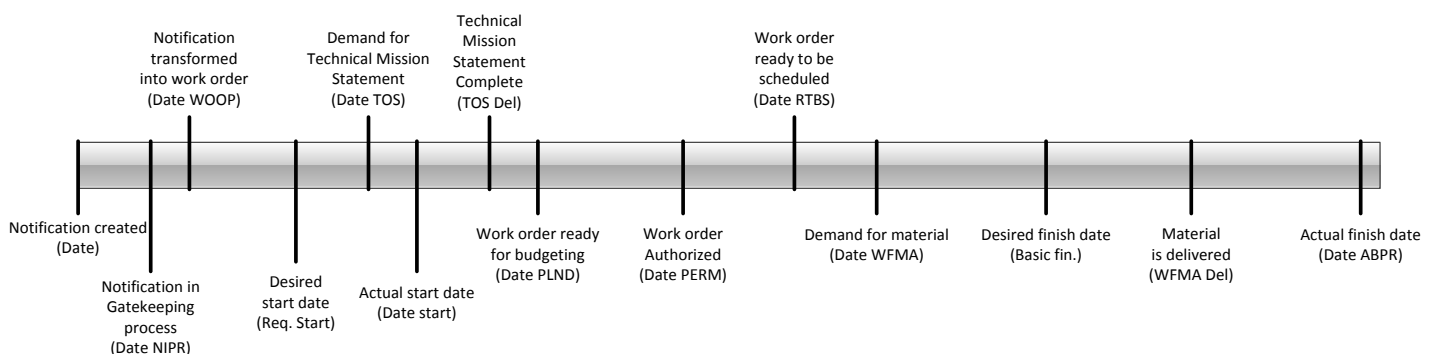 Notification
transformed
into work order
(Date WOOP)
Demand for
Technical Mission
Statement
(Date TOS)
Technical
Mission
Statement
Complete
(TOS Del)
Work order
ready to be
scheduled
(Date RTBS)
Notification created
(Date)
Notification in
Gatekeeping
process
(Date NIPR)
Desired
start date
(Req. Start)
Actual start date
(Date start)
Work order ready
for budgeting
(Date PLND)
Work order
Authorized
(Date PERM)
Demand for material
(Date WFMA)
Desired finish date
(Basic fin.)
Material
is delivered
(WFMA Del)
Actual finish date
(Date ABPR)